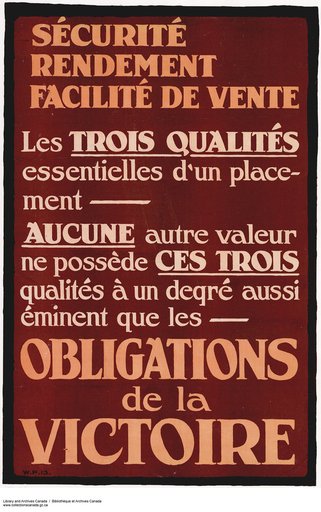 SÉCURITÉ
RENDEMENT
FACILITÉ DE VENTE
Les TROIS QUALITÉS
essentielles d'un place-
ment —
AUCUNE autre valeur
ne possède CES TROIS
qualités à un degré aussi
éminent que les —
OBLIGATIONS
de la
VICTOIRE
W.P.13.
Library and Archives Canada | Bibliothèque et Archives Canada
www.collectionscanada.gc.ca